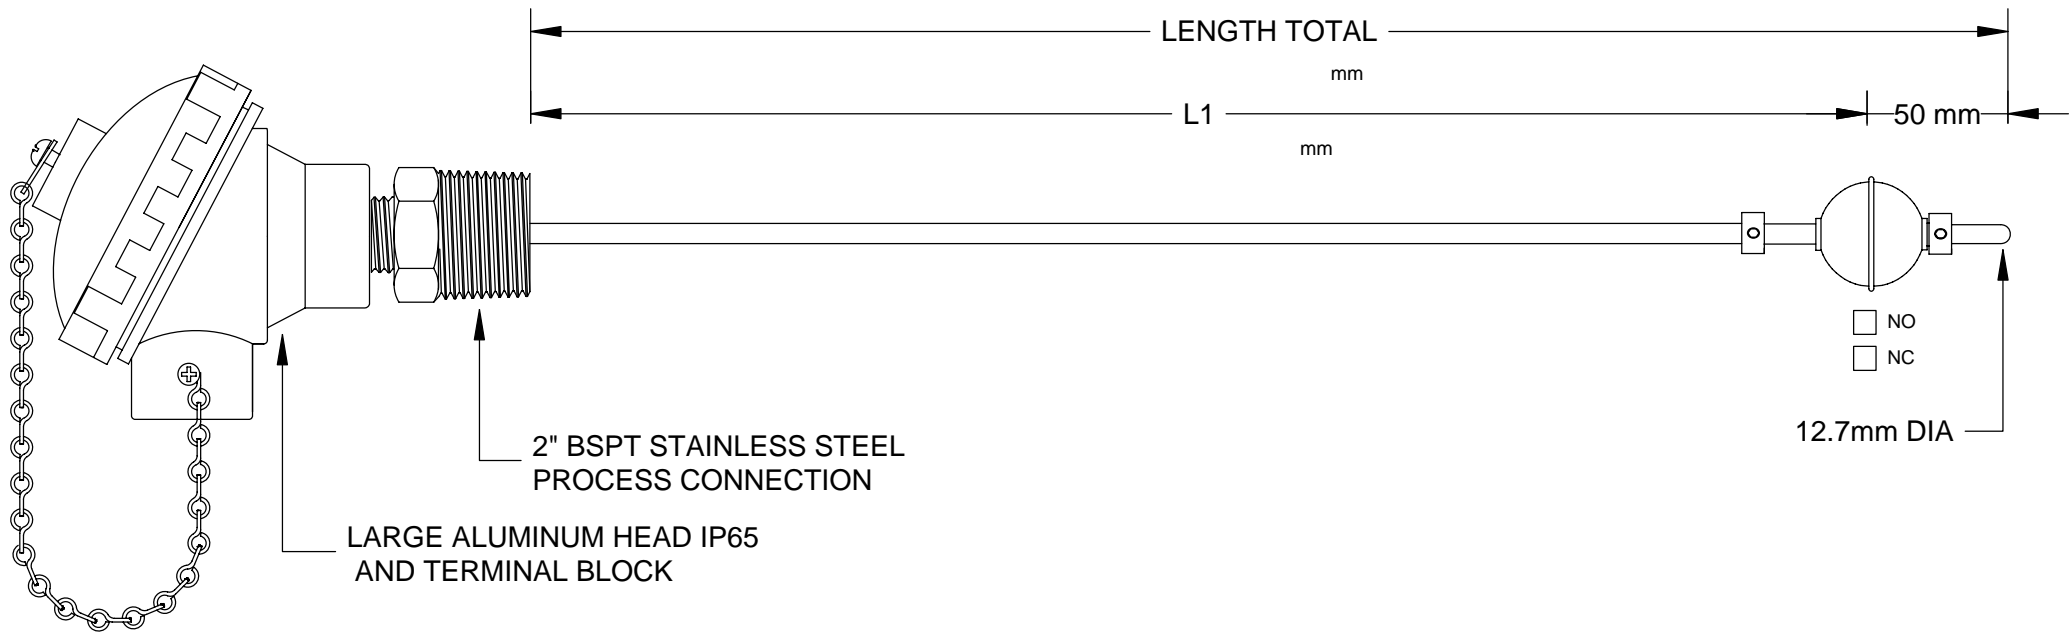 LENGTH TOTAL
mm
L1
50 mm
mm
NO
NC
12.7mm DIA
2" BSPT STAINLESS STEEL
PROCESS CONNECTION
LARGE ALUMINUM HEAD IP65
AND TERMINAL BLOCK